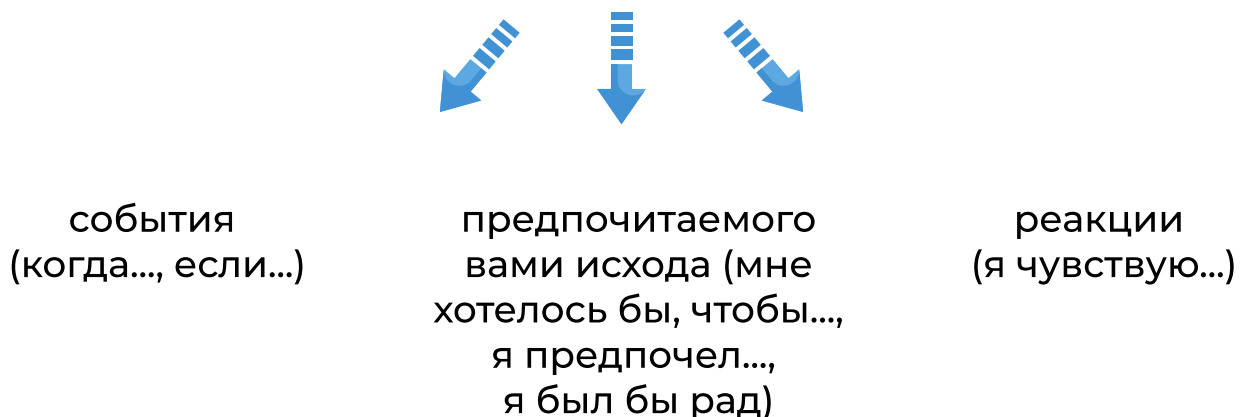 события
(когда..., если...)
предпочитаемого
вами исхода (мне
хотелось бы, чтобы...,
я предпочел...,
я был бы рад)
реакции
(я чувствую...)